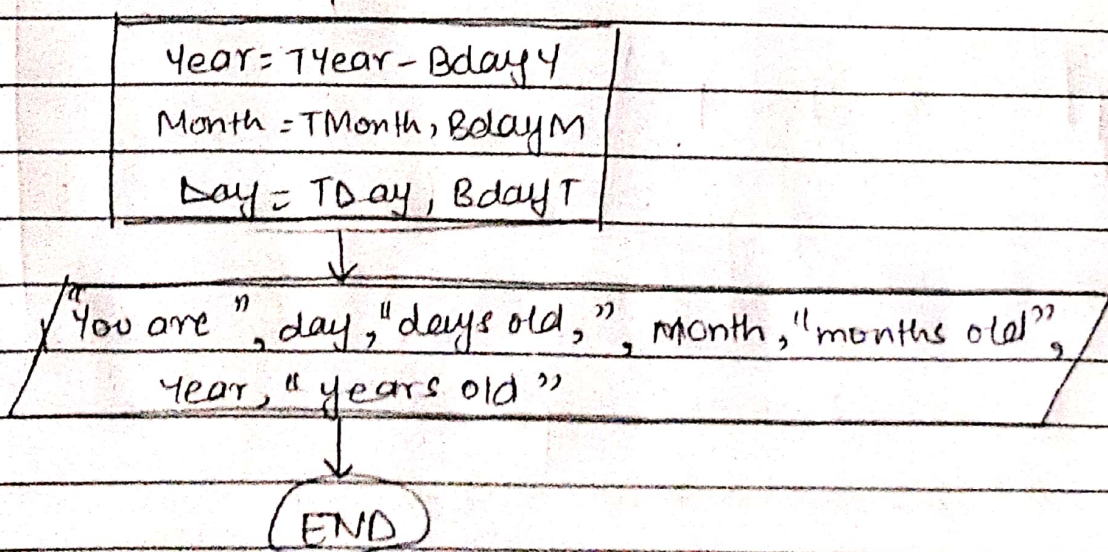 Year = TYear - BdayY
Month = TMonth, BdayM
Day = TDay, BdayT
"You are", day, "days old,", Month, "months old",
Year, "years old"
END